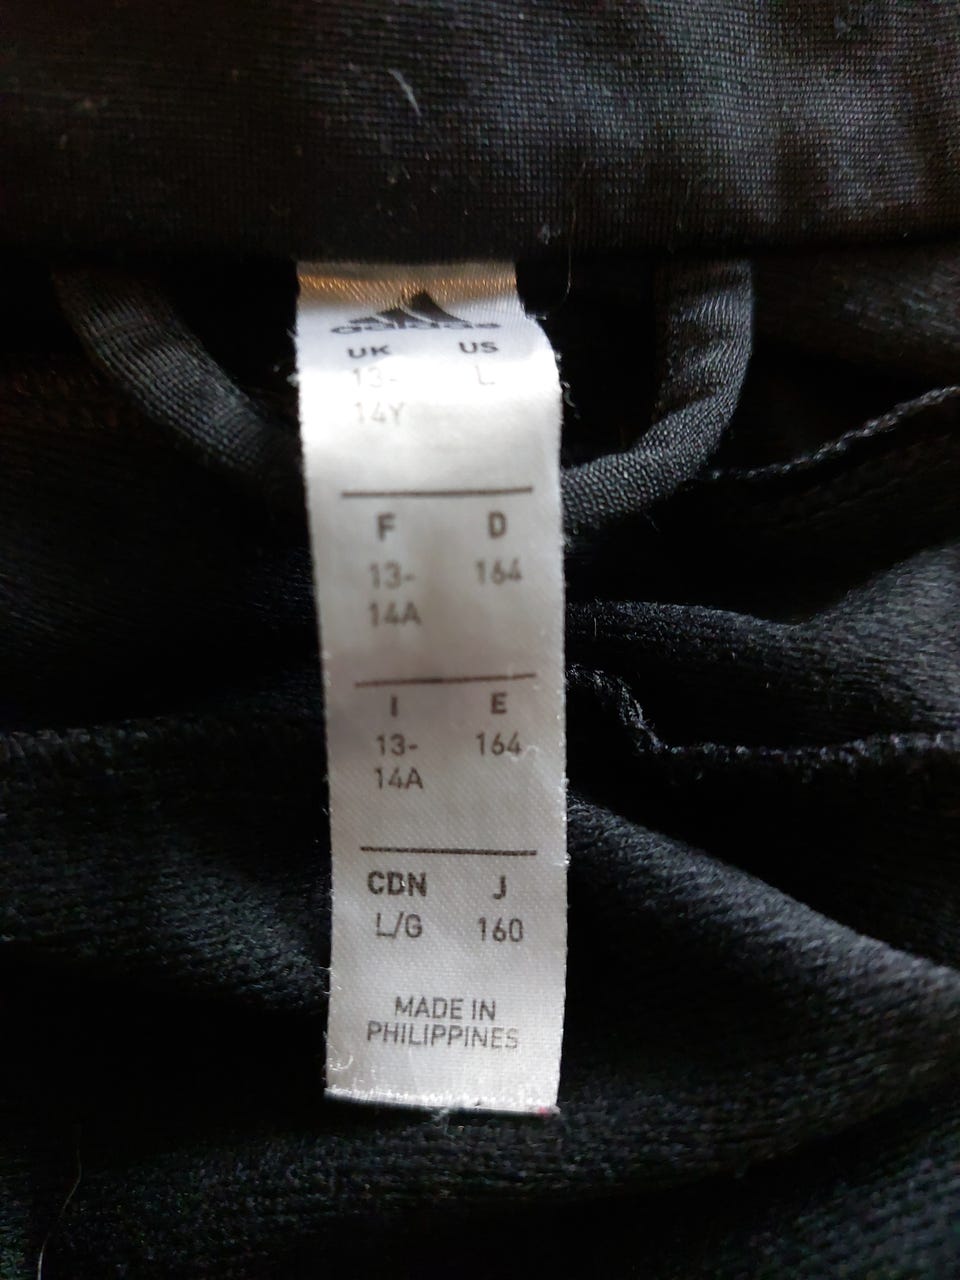 adidas
UK US
13- L
14Y
F D
13- 164
14A
I E
13- 164
14A
CDN J
L/G 160
MADE IN
PHILIPPINES